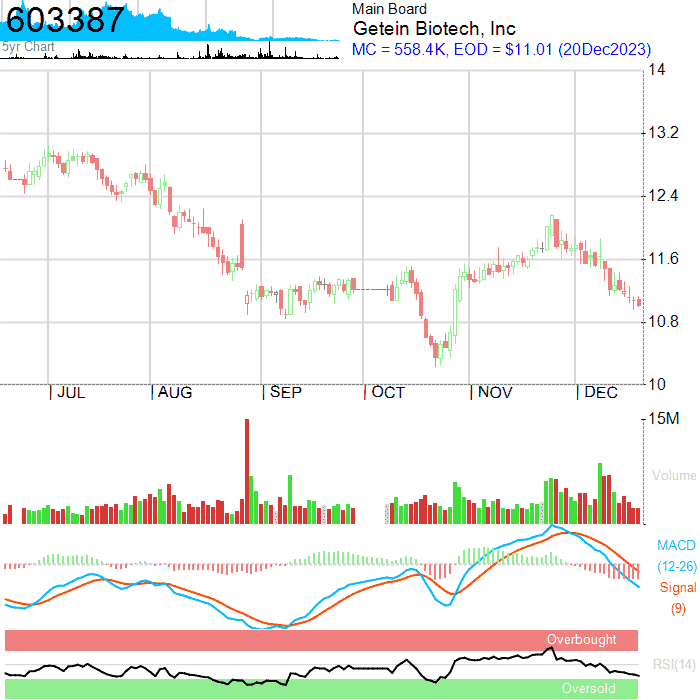 603387
5yr Chart
Main Board
Getein Biotech, Inc
MC = 558.4K, EOD = $11.01 (20Dec2023)
14
13.2
12.4
11.6
10.8
10
JUL
AUG
SEP
OCT
NOV
DEC
15M
Volume
MACD
(12-26)
Signal
(9)
Overbought
RSI(14)
Oversold